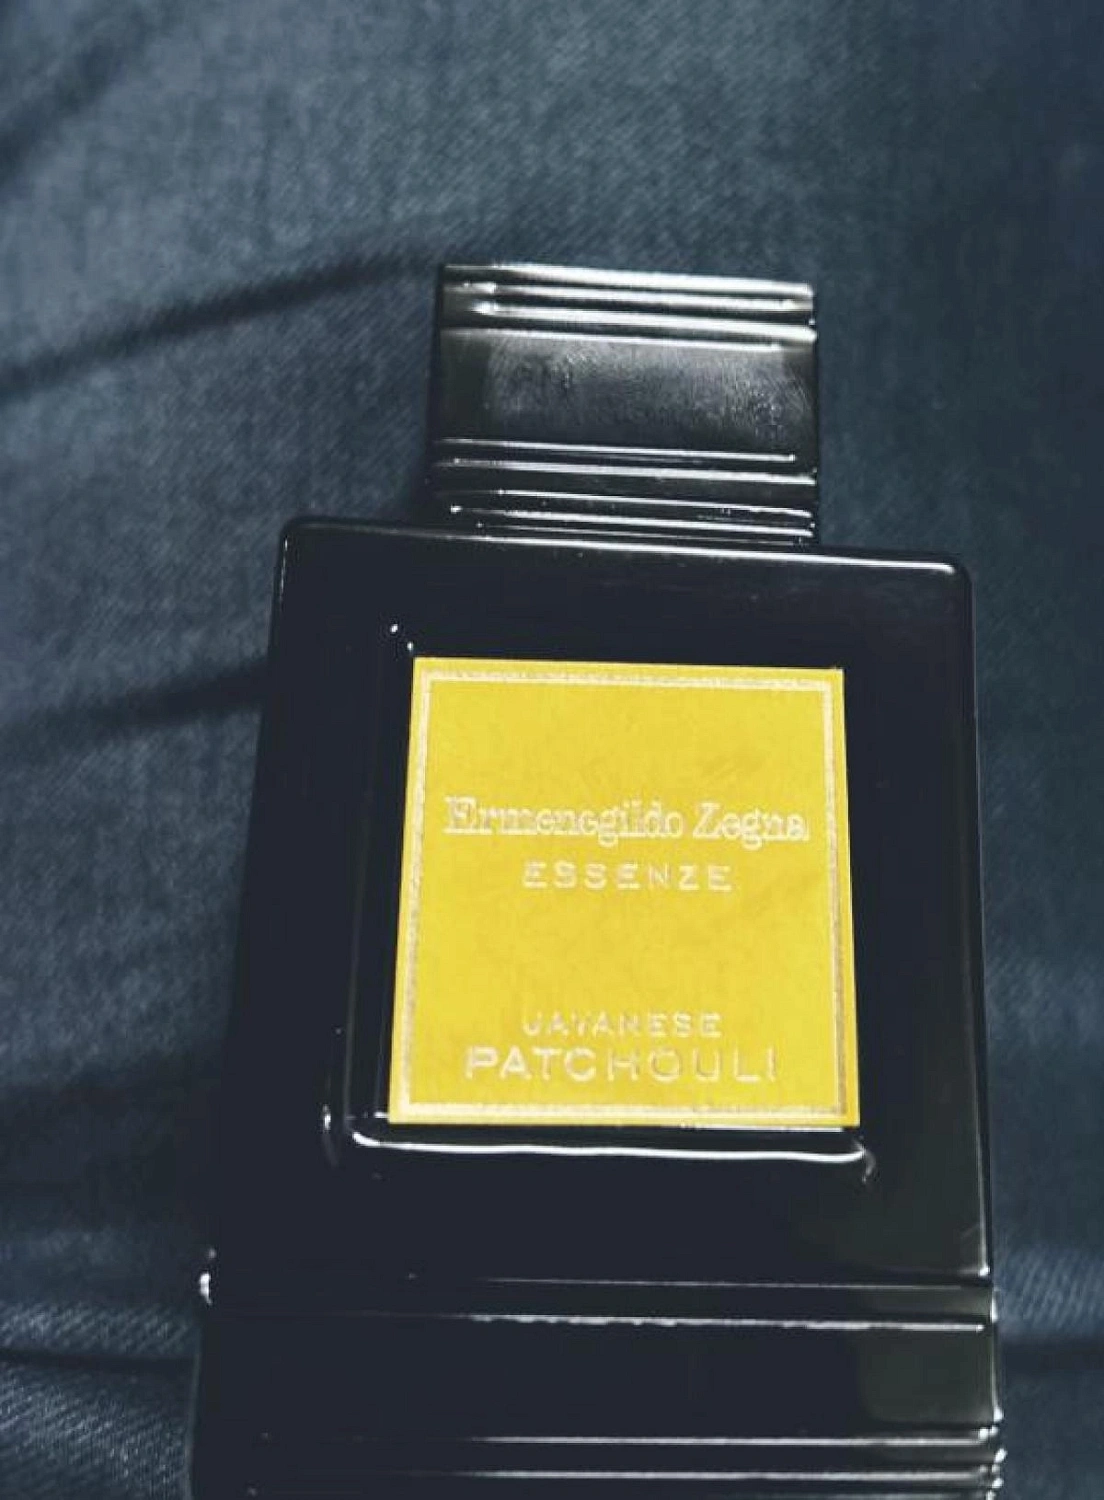 Ermenegildo Zegna
ESSENZE
JAVANESE
PATCHOULI